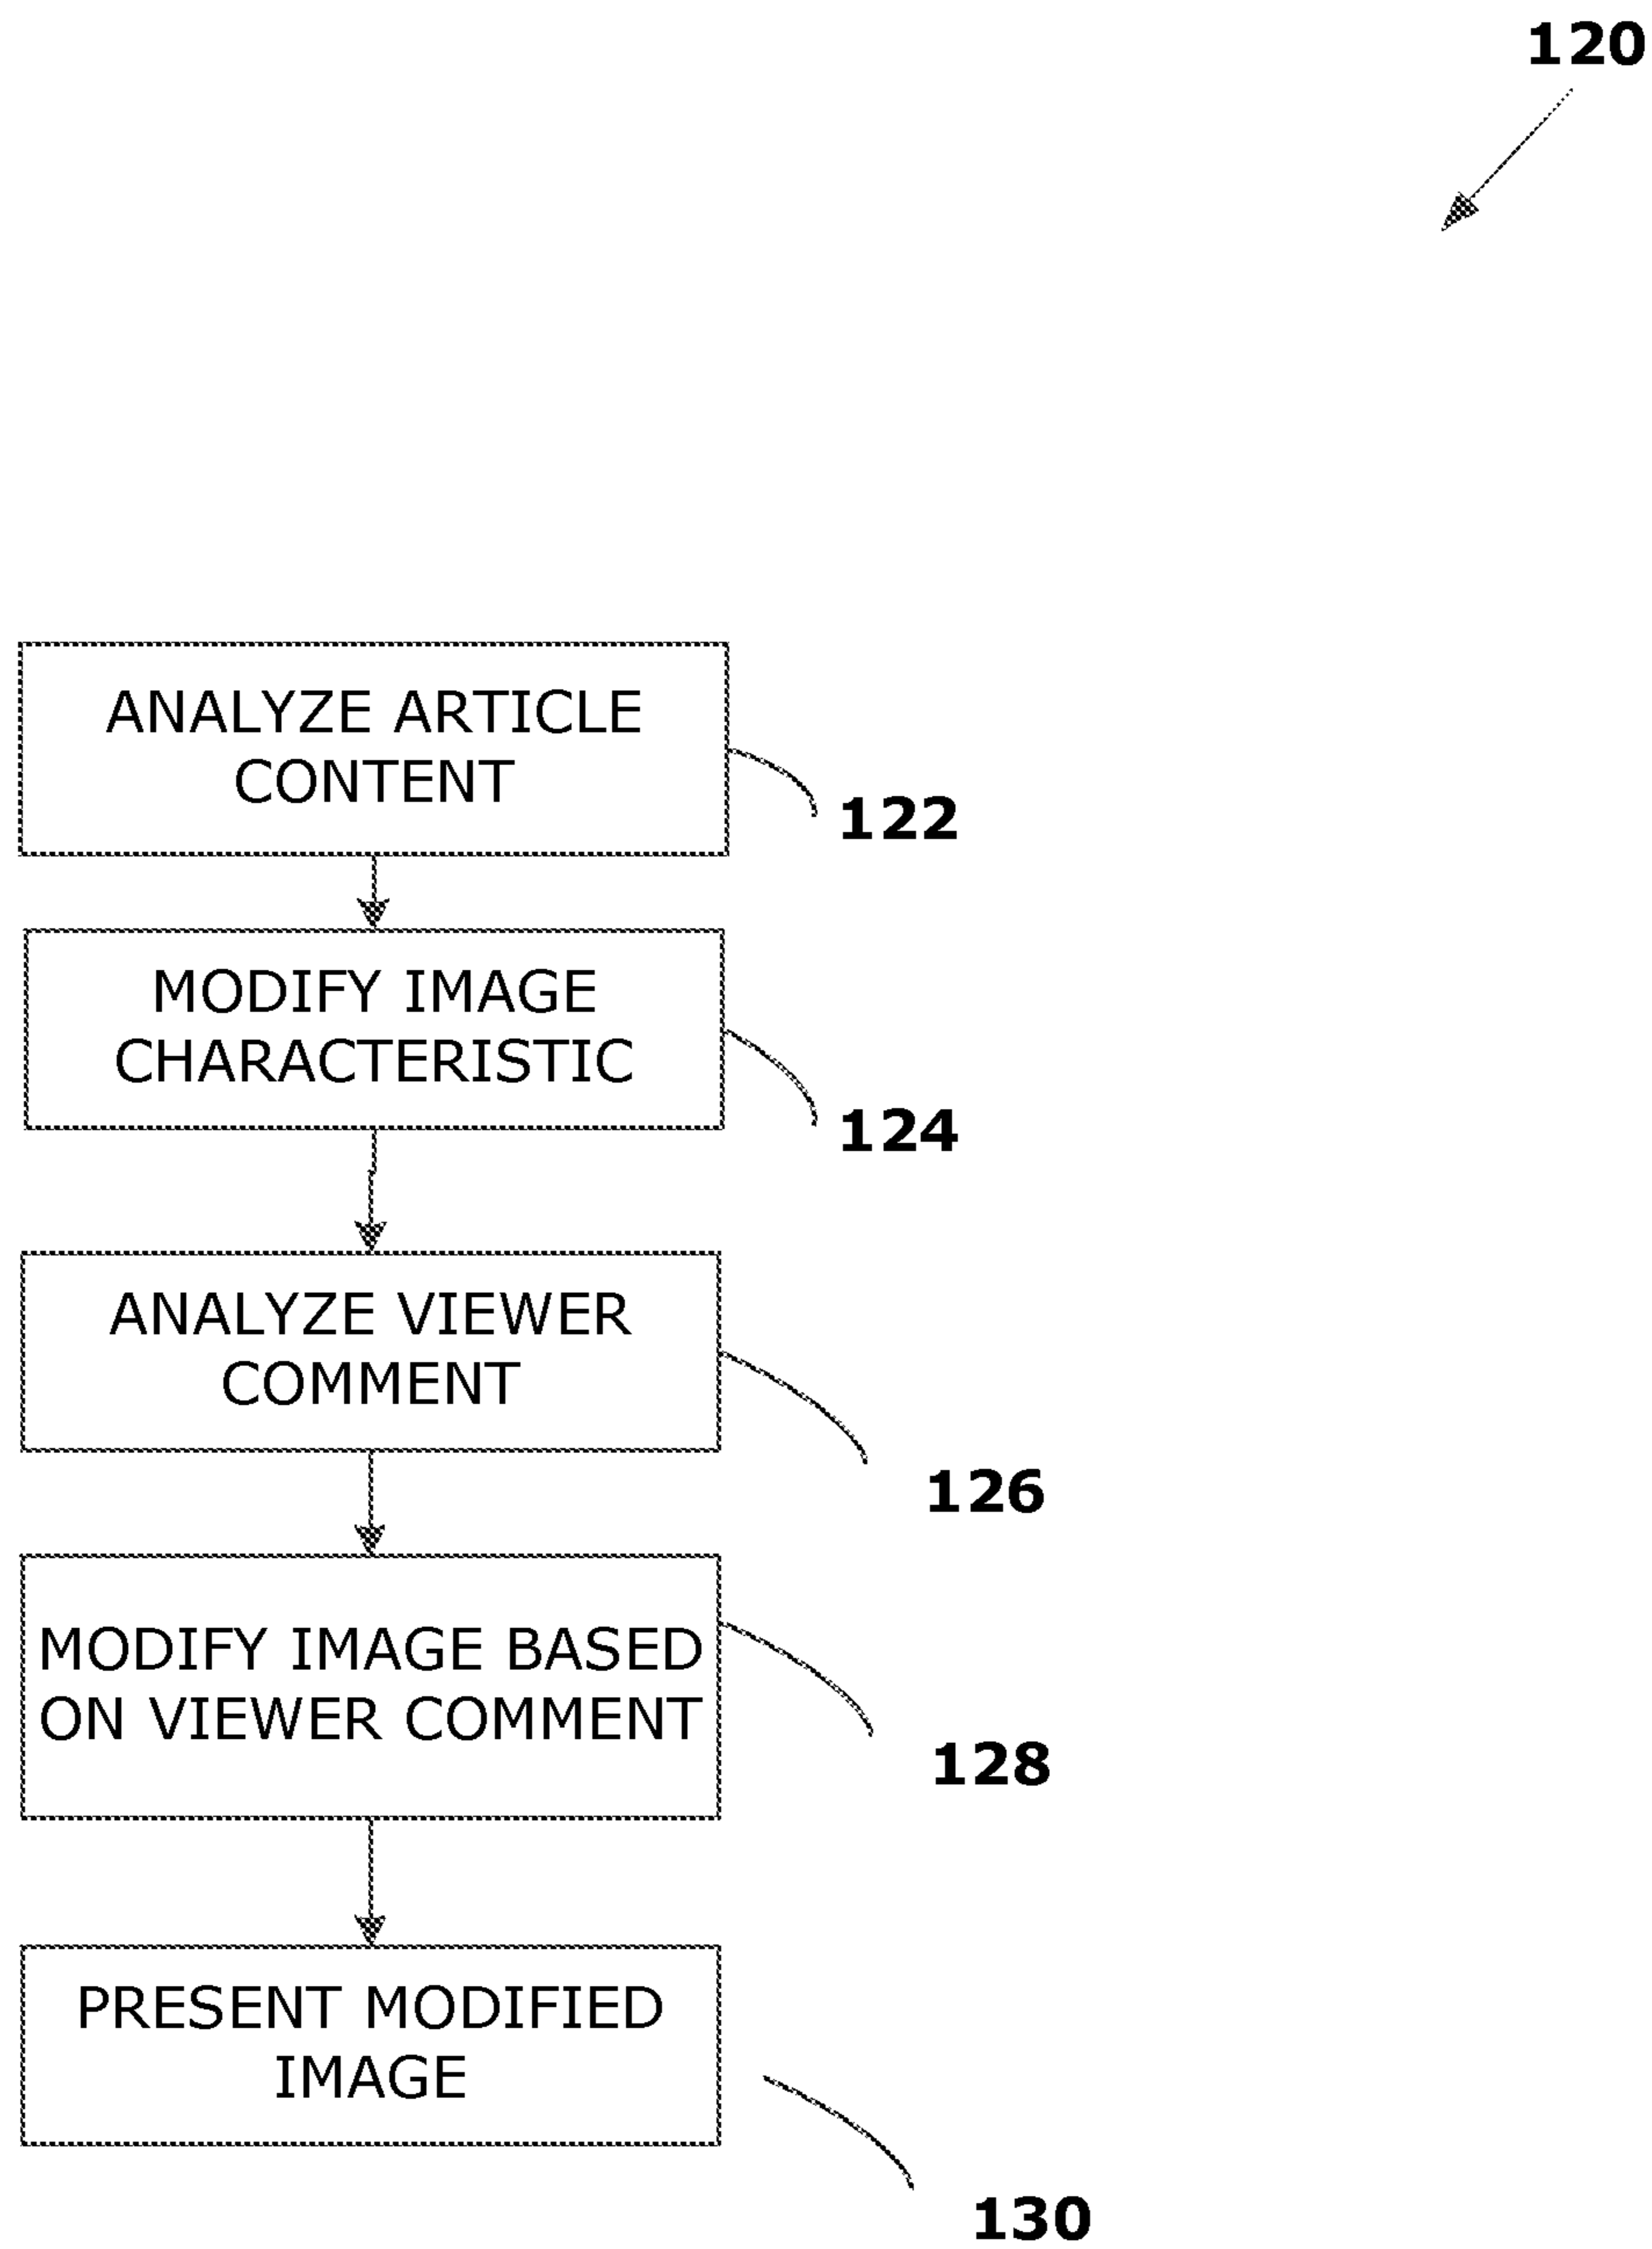 120
ANALYZE ARTICLE
CONTENT
122
MODIFY IMAGE
CHARACTERISTIC
124
ANALYZE VIEWER
COMMENT
126
MODIFY IMAGE BASED
ON VIEWER COMMENT
128
PRESENT MODIFIED
IMAGE
130